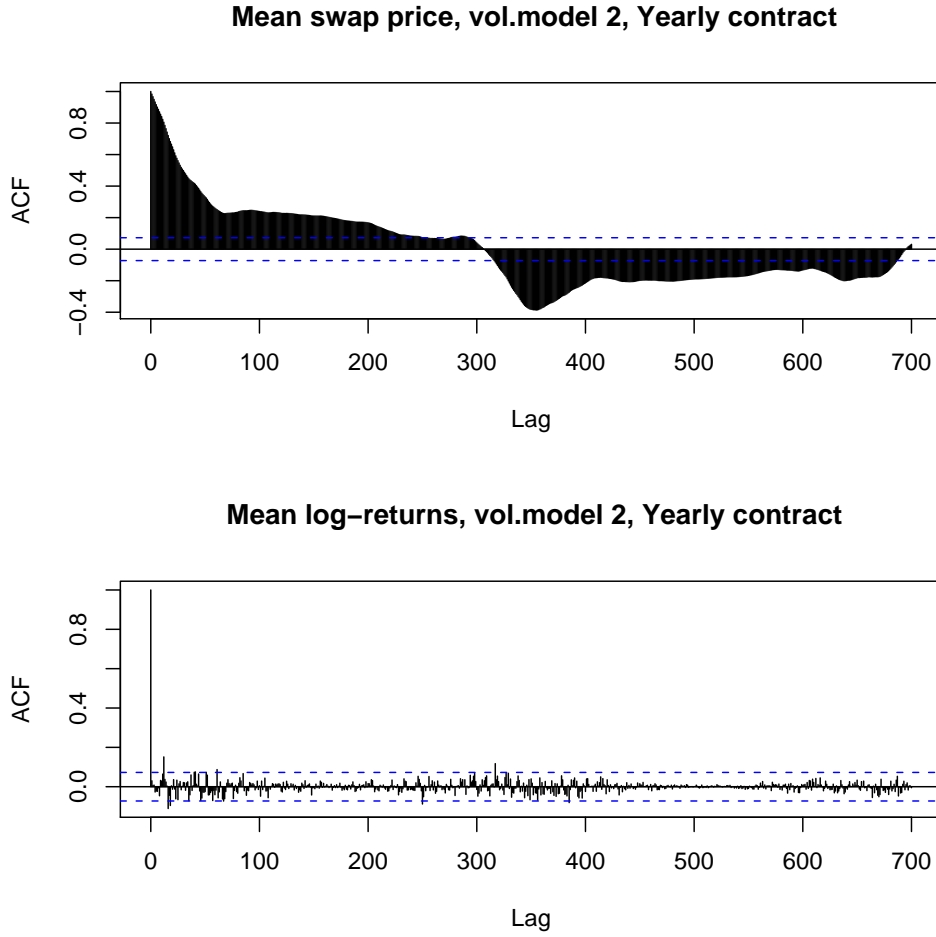 Mean swap price, vol.model 2, Yearly contract
ACF
0.8
0.4
0.0
−0.4
0 100 200 300 400 500 600 700
Lag
Mean log−returns, vol.model 2, Yearly contract
ACF
0.8
0.4
0.0
0 100 200 300 400 500 600 700
Lag